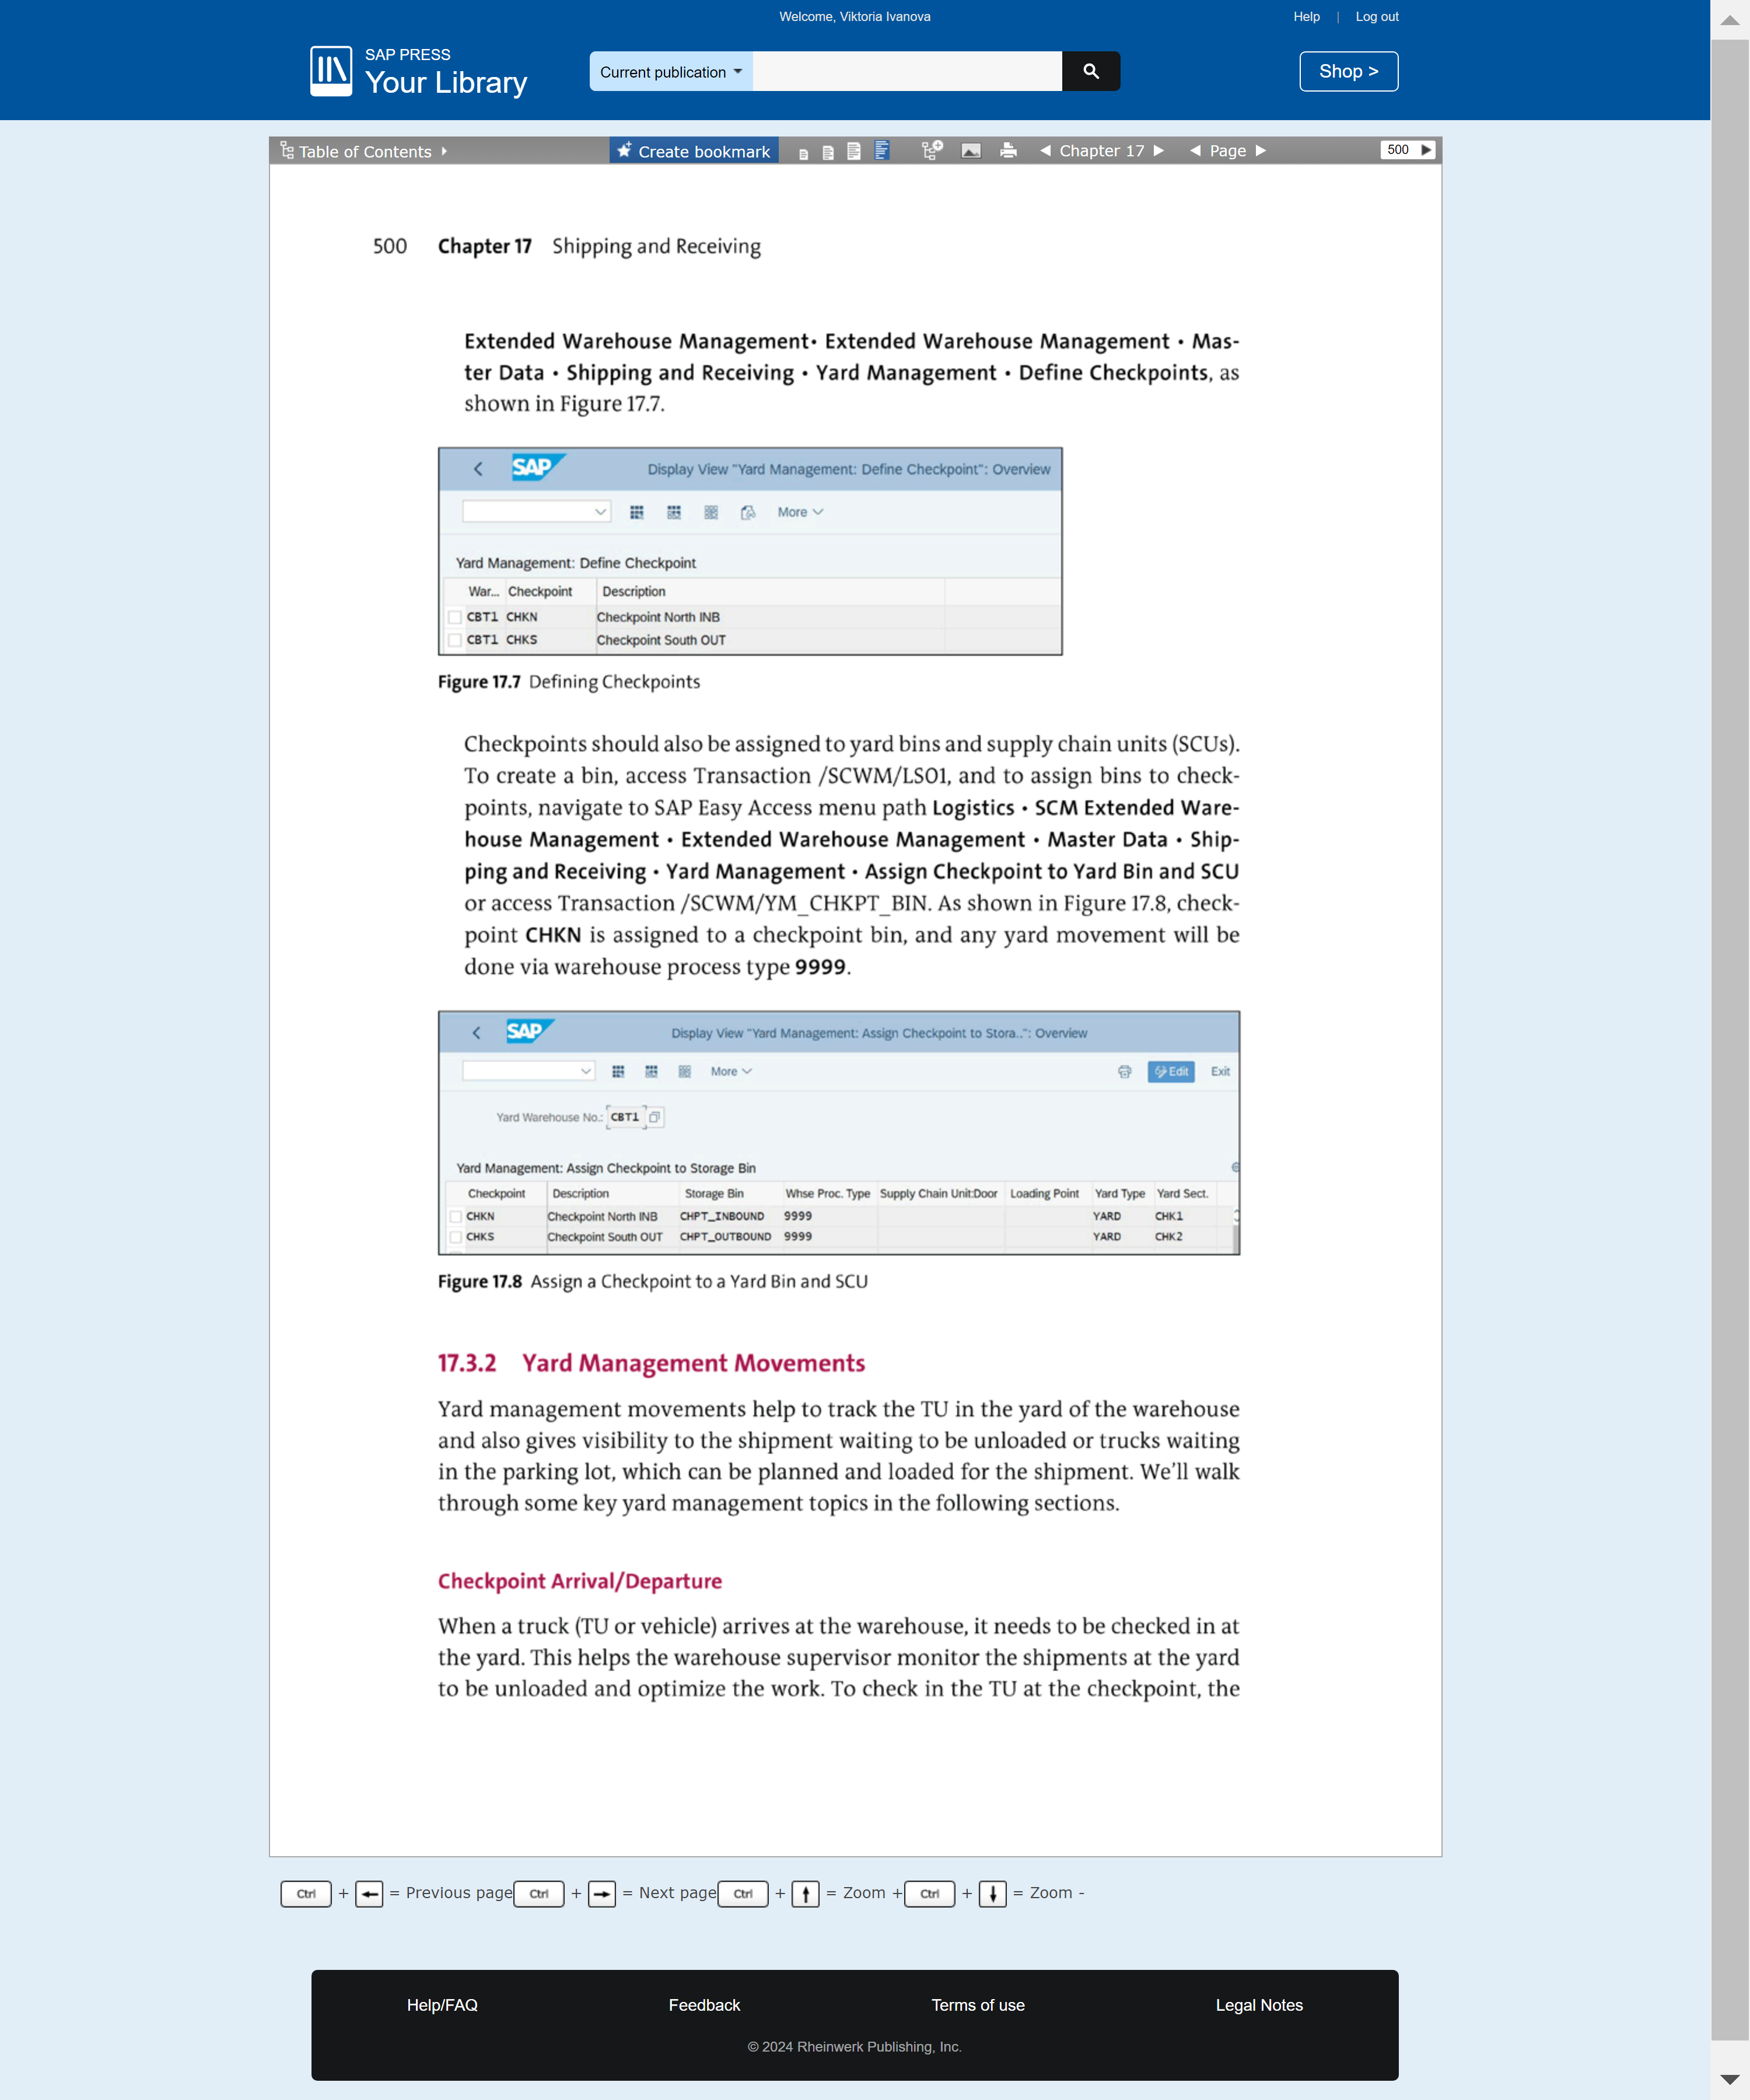 Welcome, Viktoria Ivanova
Help | Log out
SAP PRESS
Your Library
Current publication
Shop >
Table of Contents
Create bookmark
Chapter 17
Page
500
500 Chapter 17 Shipping and Receiving
Extended Warehouse Management• Extended Warehouse Management • Mas-
ter Data • Shipping and Receiving • Yard Management • Define Checkpoints, as
shown in Figure 17.7.
SAP
Display View "Yard Management: Define Checkpoint": Overview
More
Yard Management: Define Checkpoint
War... Checkpoint Description
CBT1 CHKN Checkpoint North INB
CBT1 CHKS Checkpoint South OUT
Figure 17.7 Defining Checkpoints
Checkpoints should also be assigned to yard bins and supply chain units (SCUs).
To create a bin, access Transaction /SCWM/LS01, and to assign bins to check-
points, navigate to SAP Easy Access menu path Logistics • SCM Extended Ware-
house Management • Extended Warehouse Management • Master Data • Ship-
ping and Receiving • Yard Management • Assign Checkpoint to Yard Bin and SCU
or access Transaction /SCWM/YM_CHKPT_BIN. As shown in Figure 17.8, check-
point CHKN is assigned to a checkpoint bin, and any yard movement will be
done via warehouse process type 9999.
SAP
Display View "Yard Management: Assign Checkpoint to Stora..": Overview
More
Edit
Exit
Yard Warehouse No.: CBT1
Yard Management: Assign Checkpoint to Storage Bin
Checkpoint Description Storage Bin Whse Proc. Type Supply Chain Unit:Door Loading Point Yard Type Yard Sect.
CHKN Checkpoint North INB CHPT_INBOUND 9999 YARD CHK1
CHKS Checkpoint South OUT CHPT_OUTBOUND 9999 YARD CHK2
Figure 17.8 Assign a Checkpoint to a Yard Bin and SCU
17.3.2 Yard Management Movements
Yard management movements help to track the TU in the yard of the warehouse
and also gives visibility to the shipment waiting to be unloaded or trucks waiting
in the parking lot, which can be planned and loaded for the shipment. We'll walk
through some key yard management topics in the following sections.
Checkpoint Arrival/Departure
When a truck (TU or vehicle) arrives at the warehouse, it needs to be checked in at
the yard. This helps the warehouse supervisor monitor the shipments at the yard
to be unloaded and optimize the work. To check in the TU at the checkpoint, the
Ctrl + ← = Previous page Ctrl + → = Next page Ctrl + ↑ = Zoom + Ctrl + ↓ = Zoom -
Help/FAQ
Feedback
Terms of use
Legal Notes
© 2024 Rheinwerk Publishing, Inc.